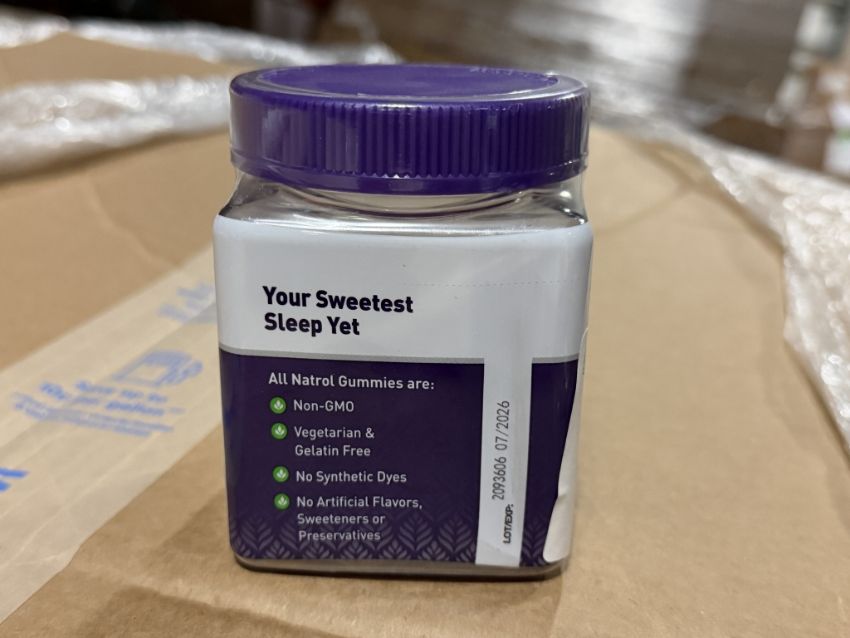 Your Sweetest
Sleep Yet
All Natrol Gummies are:
Non-GMO
Vegetarian &
Gelatin Free
No Synthetic Dyes
No Artificial Flavors,
Sweeteners or
Preservatives
LOT/EXP: 2093606 07/2026